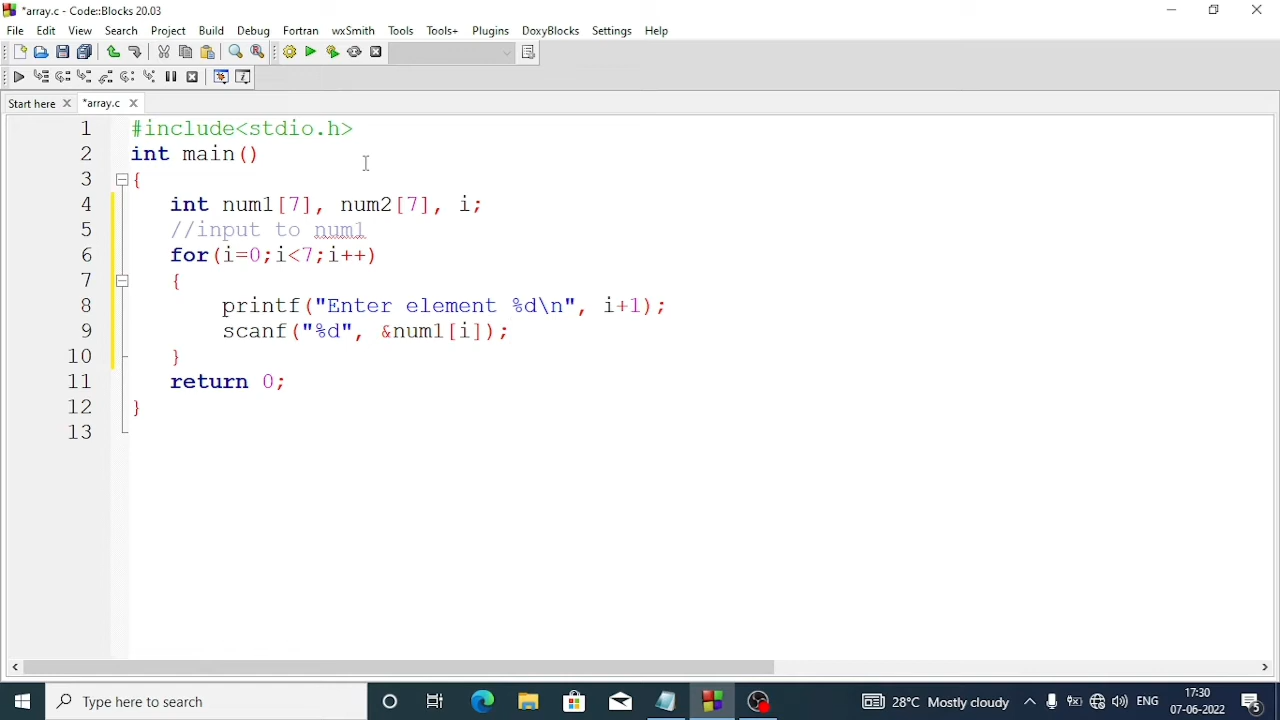 *array.c - Code::Blocks 20.03
File Edit View Search Project Build Debug Fortran wxSmith Tools Tools+ Plugins DoxyBlocks Settings Help
Start here *array.c
1 #include<stdio.h>
2 int main()
3 {
4 int num1[7], num2[7], i;
5 //input to num1
6 for(i=0;i<7;i++)
7 {
8 printf("Enter element %d\n", i+1);
9 scanf("%d", &num1[i]);
10 }
11 return 0;
12 }
13
Type here to search 28°C Mostly cloudy ENG 17:30
07-06-2022 5